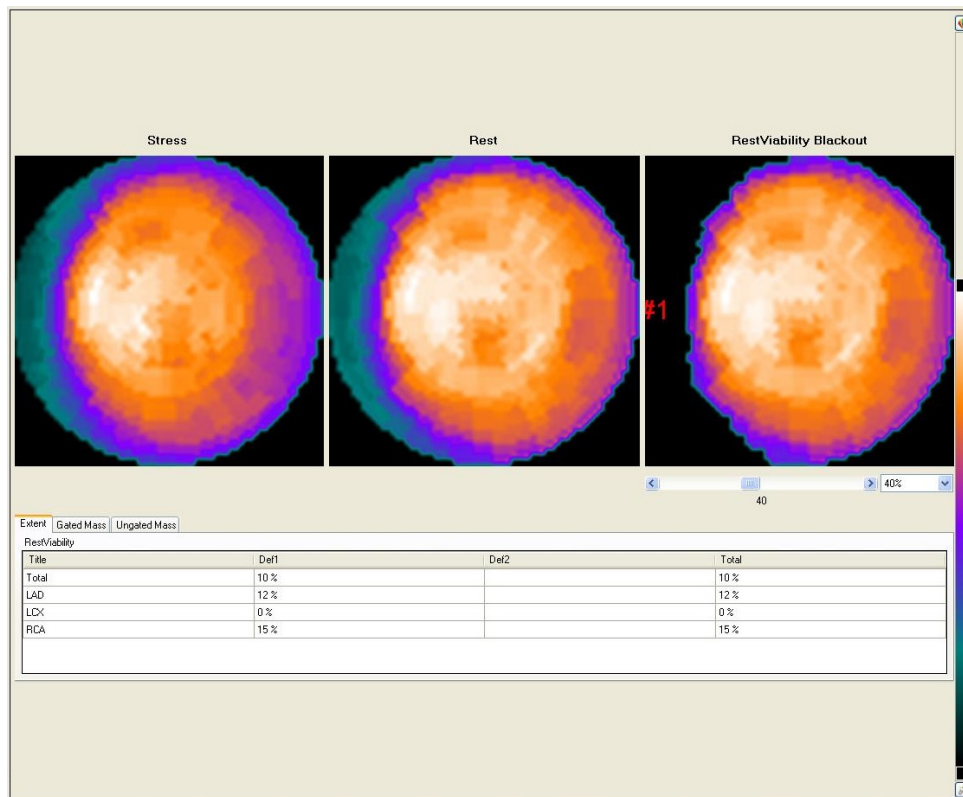 Stress Rest RestViability Blackout
#1
40%
40
Extent Gated Mass Ungated Mass
RestViability
Title Def1 Def2 Total
Total 10 % 10 %
LAD 12 % 12 %
LCX 0 % 0 %
RCA 15 % 15 %